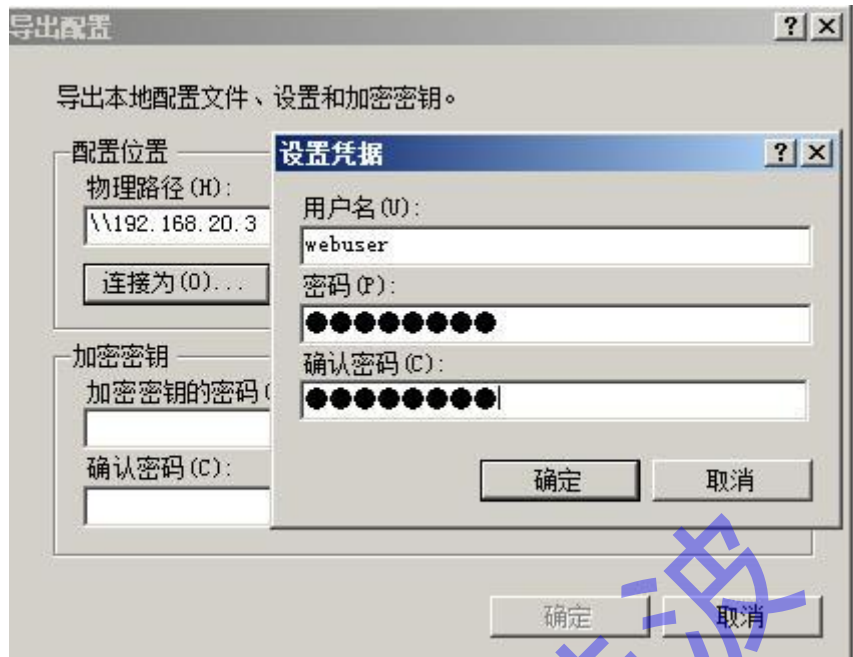 导出配置
导出本地配置文件、设置和加密密钥。
配置位置
物理路径(H):
\\192.168.20.3
连接为(O)...
加密密钥
加密密钥的密码(
确认密码(C):
设置凭据
用户名(U):
webuser
密码(P):
●●●●●●●●
确认密码(C):
●●●●●●●●
确定
取消
确定
取消
波